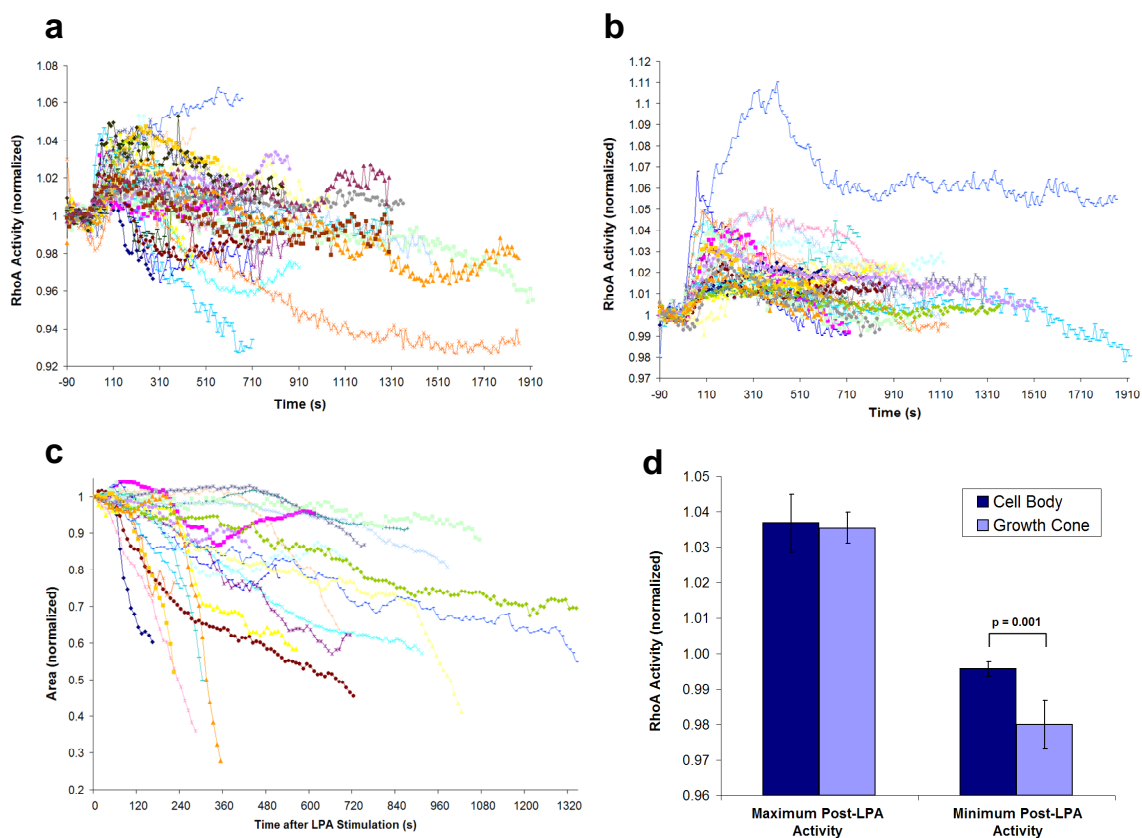 a
1.08
1.06
1.04
1.02
1
0.98
0.96
0.94
0.92
RhoA Activity (normalized)
-90 110 310 510 710 910 1110 1310 1510 1710 1910
Time (s)
b
1.12
1.11
1.10
1.09
1.08
1.07
1.06
1.05
1.04
1.03
1.02
1.01
1.00
0.99
0.98
0.97
RhoA Activity (normalized)
-90 110 310 510 710 910 1110 1310 1510 1710 1910
Time (s)
c
1
0.9
0.8
0.7
0.6
0.5
0.4
0.3
0.2
Area (normalized)
0 120 240 360 480 600 720 840 960 1080 1200 1320
Time after LPA Stimulation (s)
d
1.05
1.04
1.03
1.02
1.01
1.00
0.99
0.98
0.97
0.96
RhoA Activity (normalized)
Cell Body
Growth Cone
p = 0.001
Maximum Post-LPA
Activity
Minimum Post-LPA
Activity